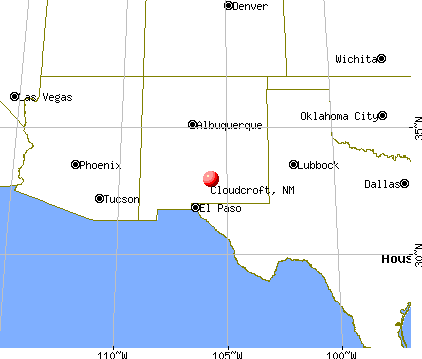 Denver
Wichita
Las Vegas
Oklahoma City
Albuquerque
35°N
Phoenix
Lubbock
Cloudcroft, NM
Dallas
Tucson
El Paso
30°N
Hous
110°W
105°W
100°W